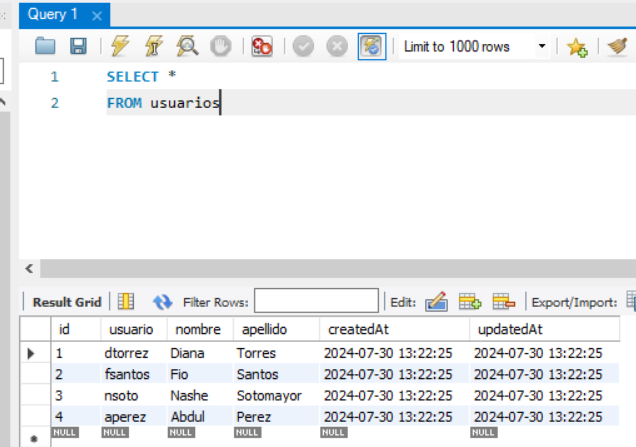 Query 1
Limit to 1000 rows
1 SELECT *
2 FROM usuarios
Result Grid Filter Rows: Edit: Export/Import:
id usuario nombre apellido createdAt updatedAt
1 dtorrez Diana Torres 2024-07-30 13:22:25 2024-07-30 13:22:25
2 fsantos Fio Santos 2024-07-30 13:22:25 2024-07-30 13:22:25
3 nsoto Nashe Sotomayor 2024-07-30 13:22:25 2024-07-30 13:22:25
4 aperez Abdul Perez 2024-07-30 13:22:25 2024-07-30 13:22:25
NULL NULL NULL NULL NULL NULL